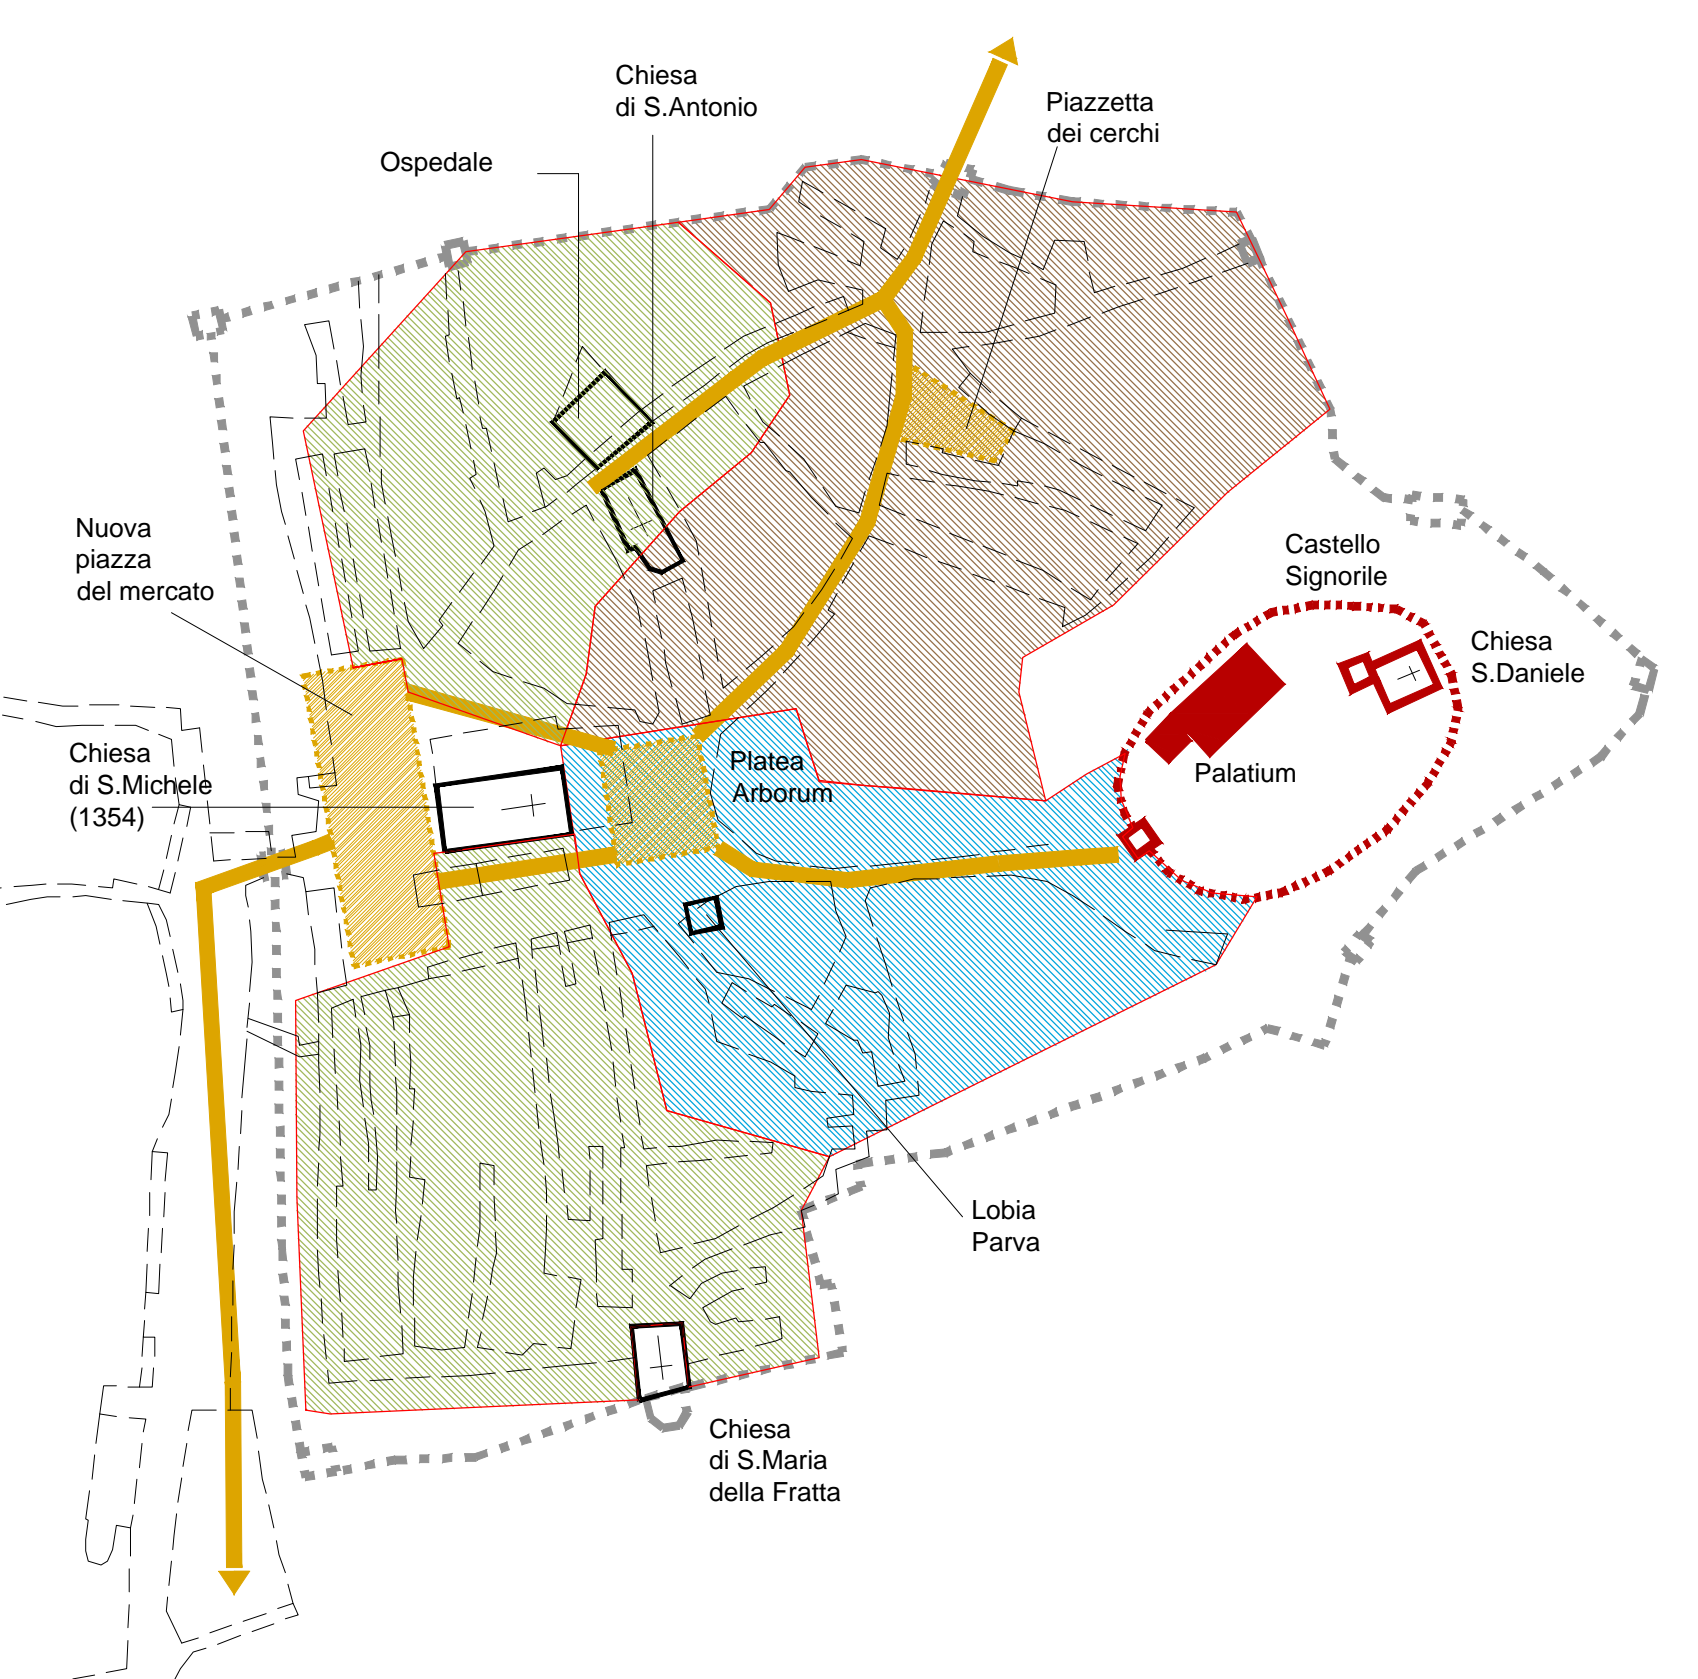 Chiesa
di S.Antonio
Piazzetta
dei cerchi
Ospedale
Nuova
piazza
del mercato
Castello
Signorile
Chiesa
S.Daniele
Chiesa
di S.Michele
(1354)
Platea
Arborum
Palatium
Lobia
Parva
Chiesa
di S.Maria
della Fratta